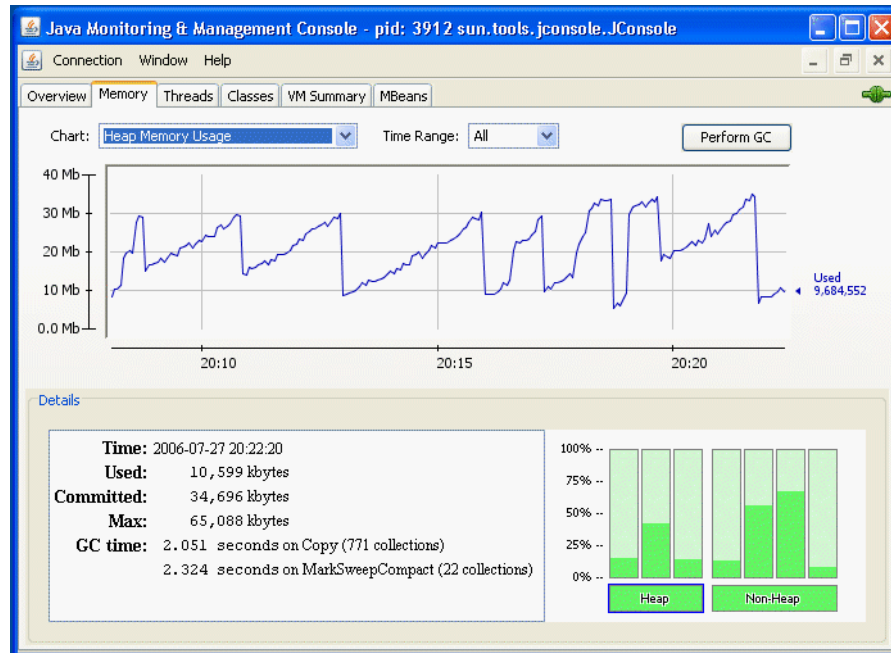 Java Monitoring & Management Console - pid: 3912 sun.tools.jconsole.JConsole
Connection Window Help
Overview Memory Threads Classes VM Summary MBeans
Chart: Heap Memory Usage Time Range: All Perform GC
40 Mb
30 Mb
20 Mb
10 Mb
0.0 Mb
Used
9,684,552
20:10 20:15 20:20
Details
Time: 2006-07-27 20:22:20
Used: 10,599 kbytes
Committed: 34,696 kbytes
Max: 65,088 kbytes
GC time: 2.051 seconds on Copy (771 collections)
2.324 seconds on MarkSweepCompact (22 collections)
100% --
75% --
50% --
25% --
0% --
Heap Non-Heap